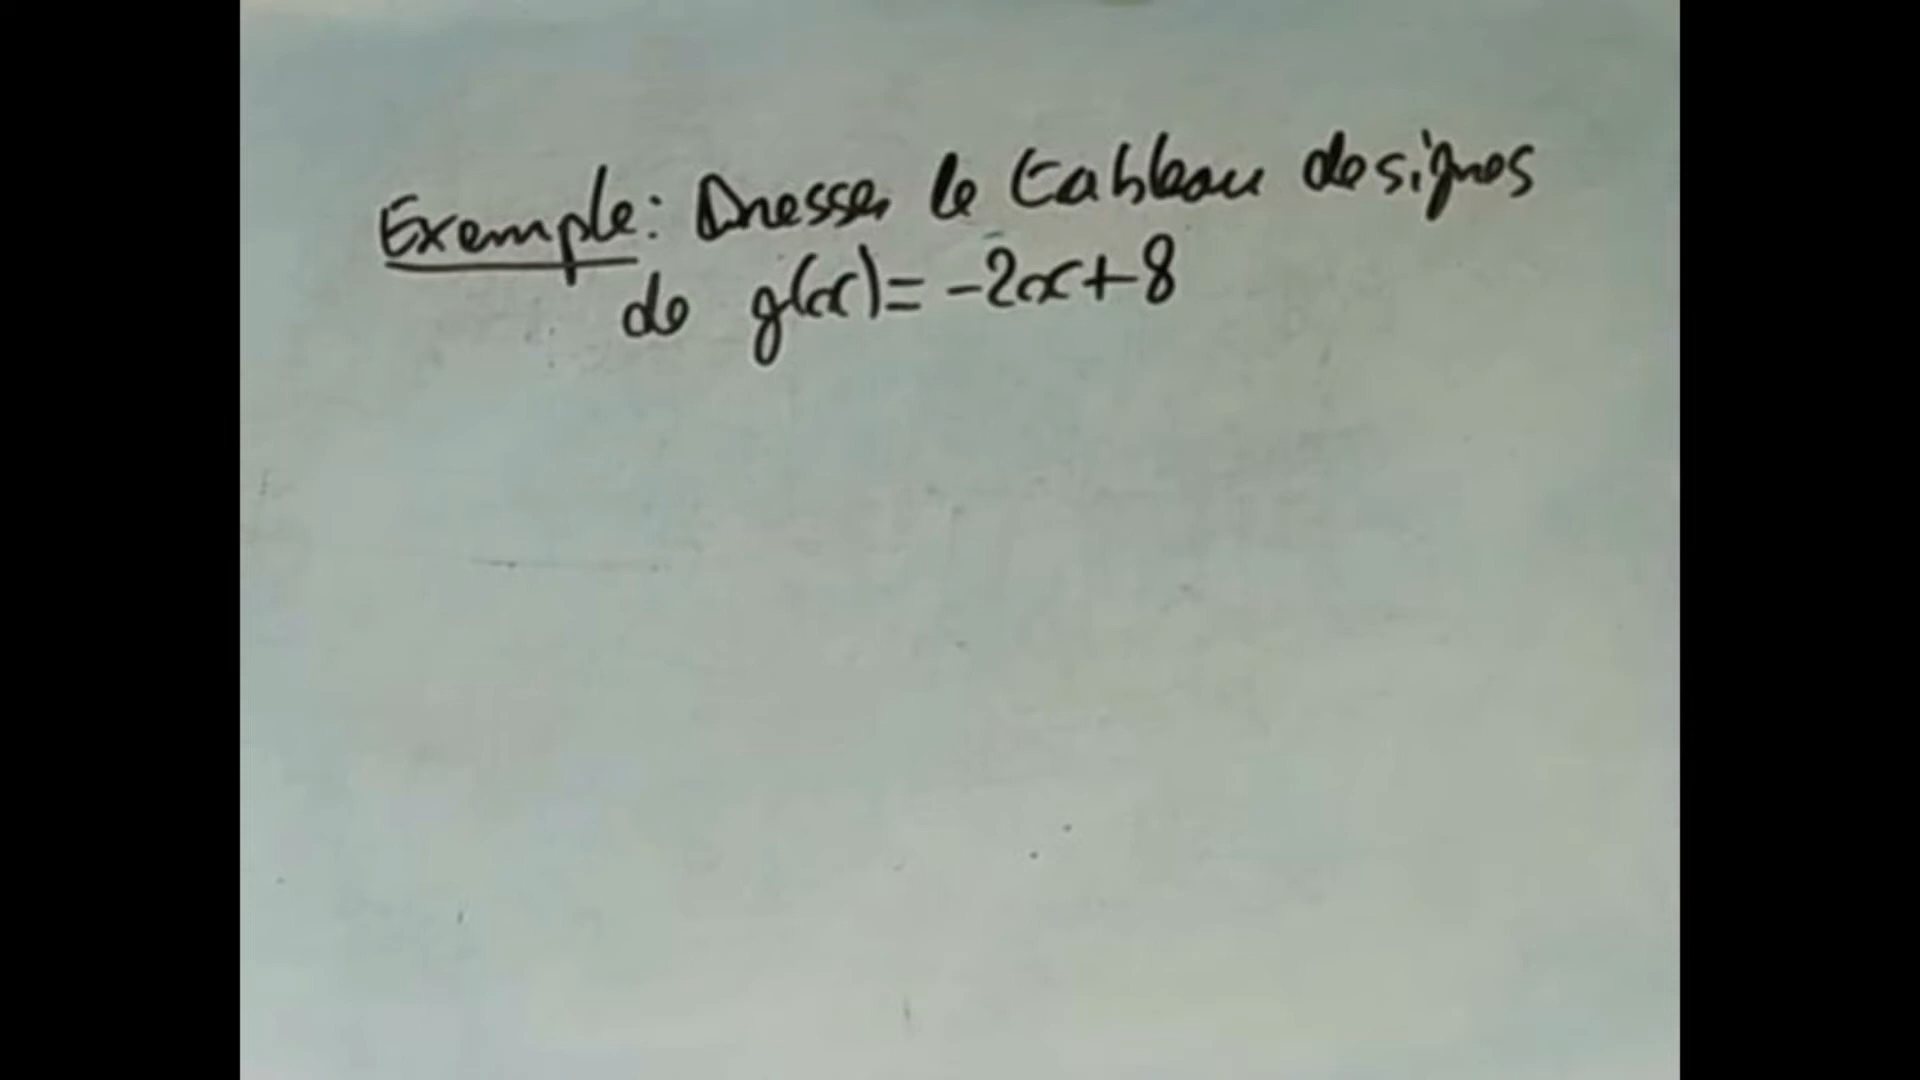 Exemple: Dresser le tableau de signes
de g(x) = -2x+8